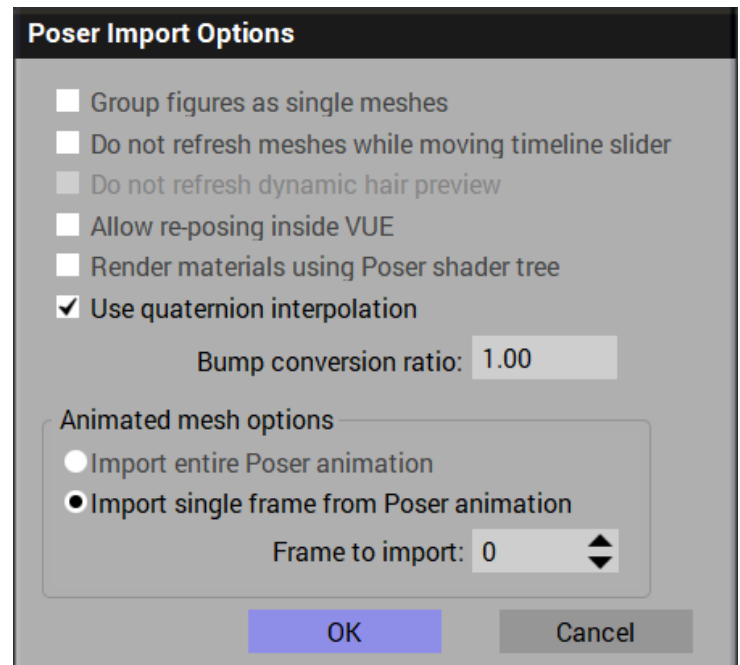 Poser Import Options
Group figures as single meshes
Do not refresh meshes while moving timeline slider
Do not refresh dynamic hair preview
Allow re-posing inside VUE
Render materials using Poser shader tree
Use quaternion interpolation
Bump conversion ratio: 1.00
Animated mesh options
Import entire Poser animation
Import single frame from Poser animation
Frame to import: 0
OK Cancel